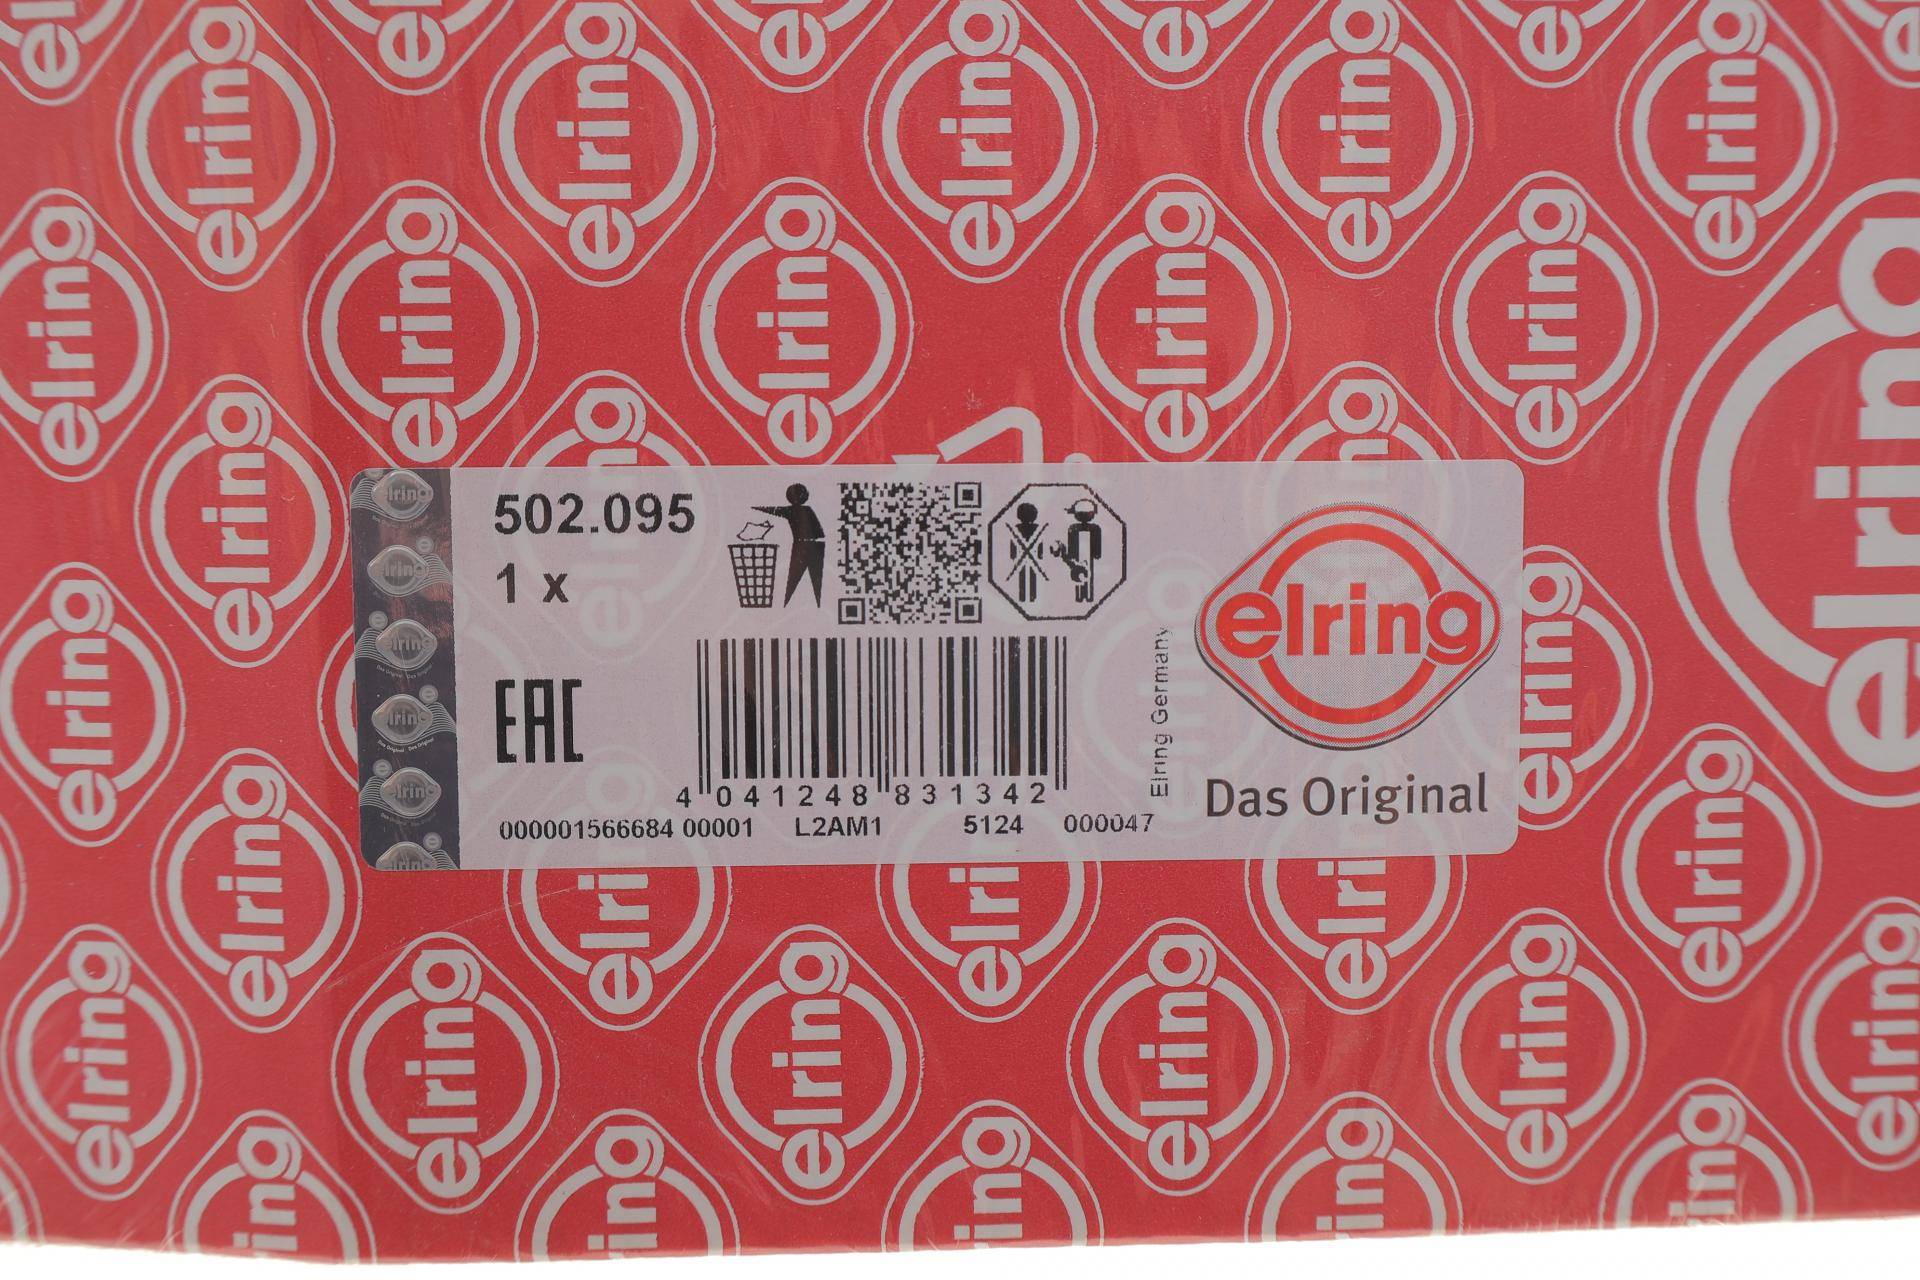 502.095
1 x
EAC
4 041248 831342
000001566684 00001 L2AM1 5124 000047
Elring Germany
elring
Das Original